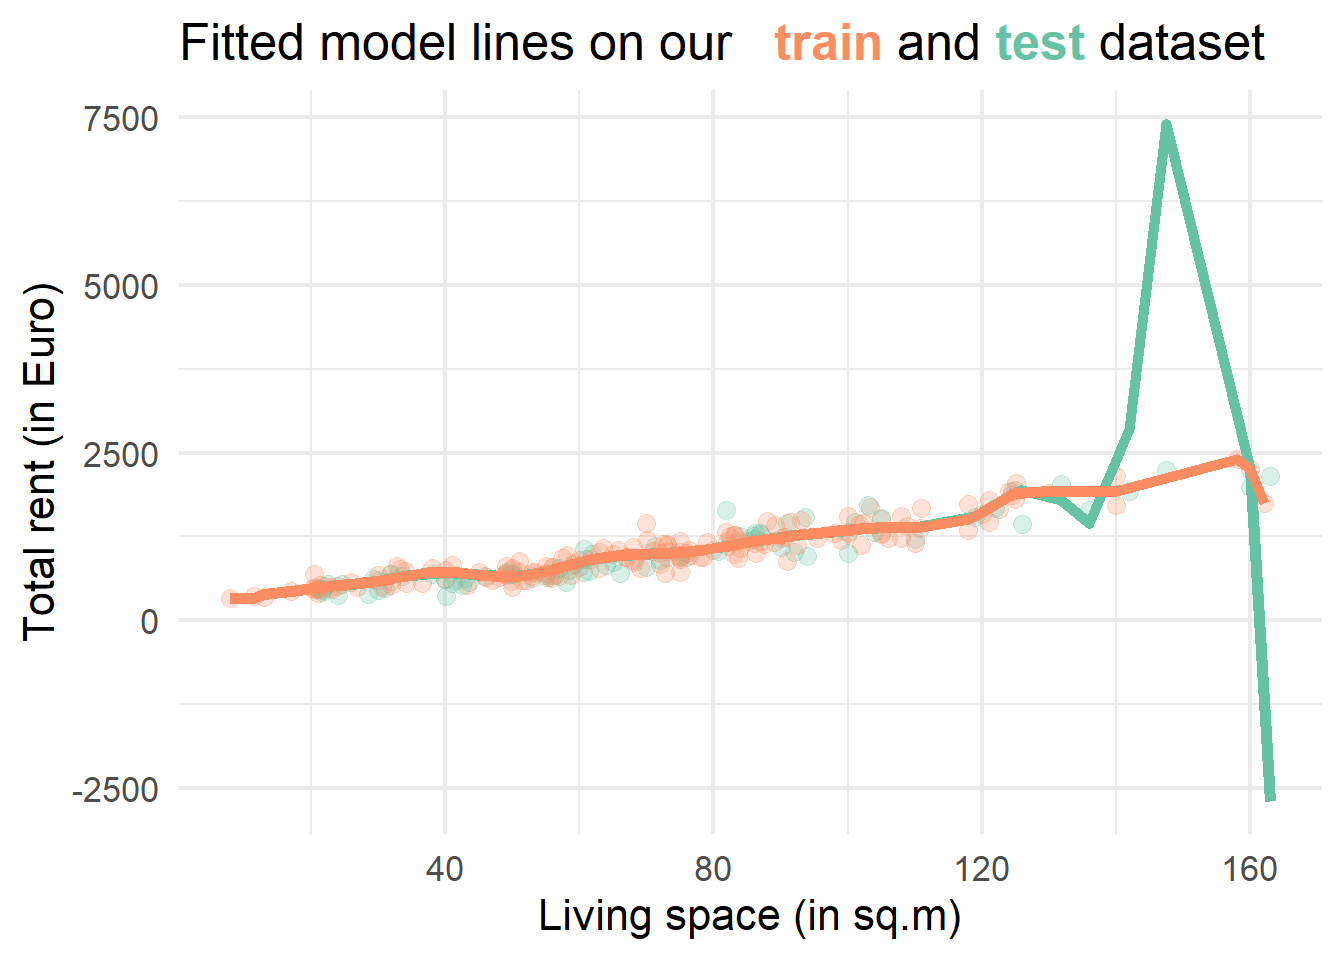 Fitted model lines on our train and test dataset
7500
5000
2500
0
-2500
Total rent (in Euro)
40 80 120 160
Living space (in sq.m)